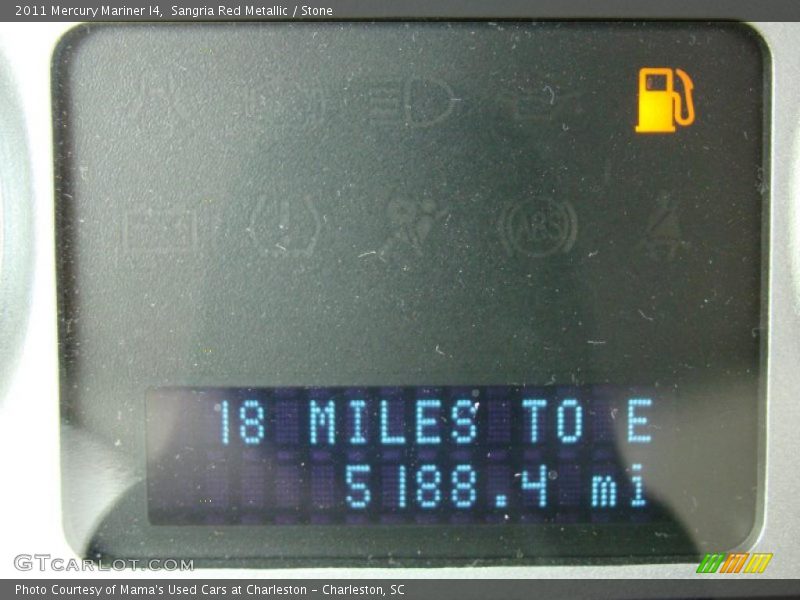 2011 Mercury Mariner I4,  Sangria Red Metallic / Stone
ABS
18 MILES TO E
5188.4 mi
GTCARLOT.COM
Photo Courtesy of Mama's Used Cars at Charleston - Charleston, SC